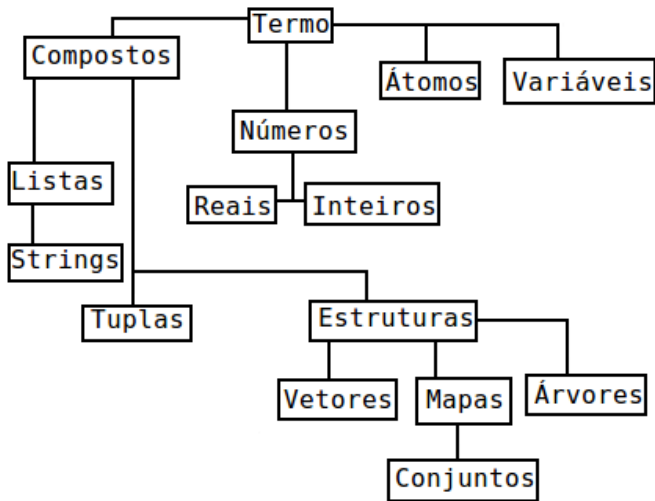 Termo
Compostos
Átomos
Variáveis
Números
Listas
Reais
Inteiros
Strings
Tuplas
Estruturas
Vetores
Mapas
Árvores
Conjuntos